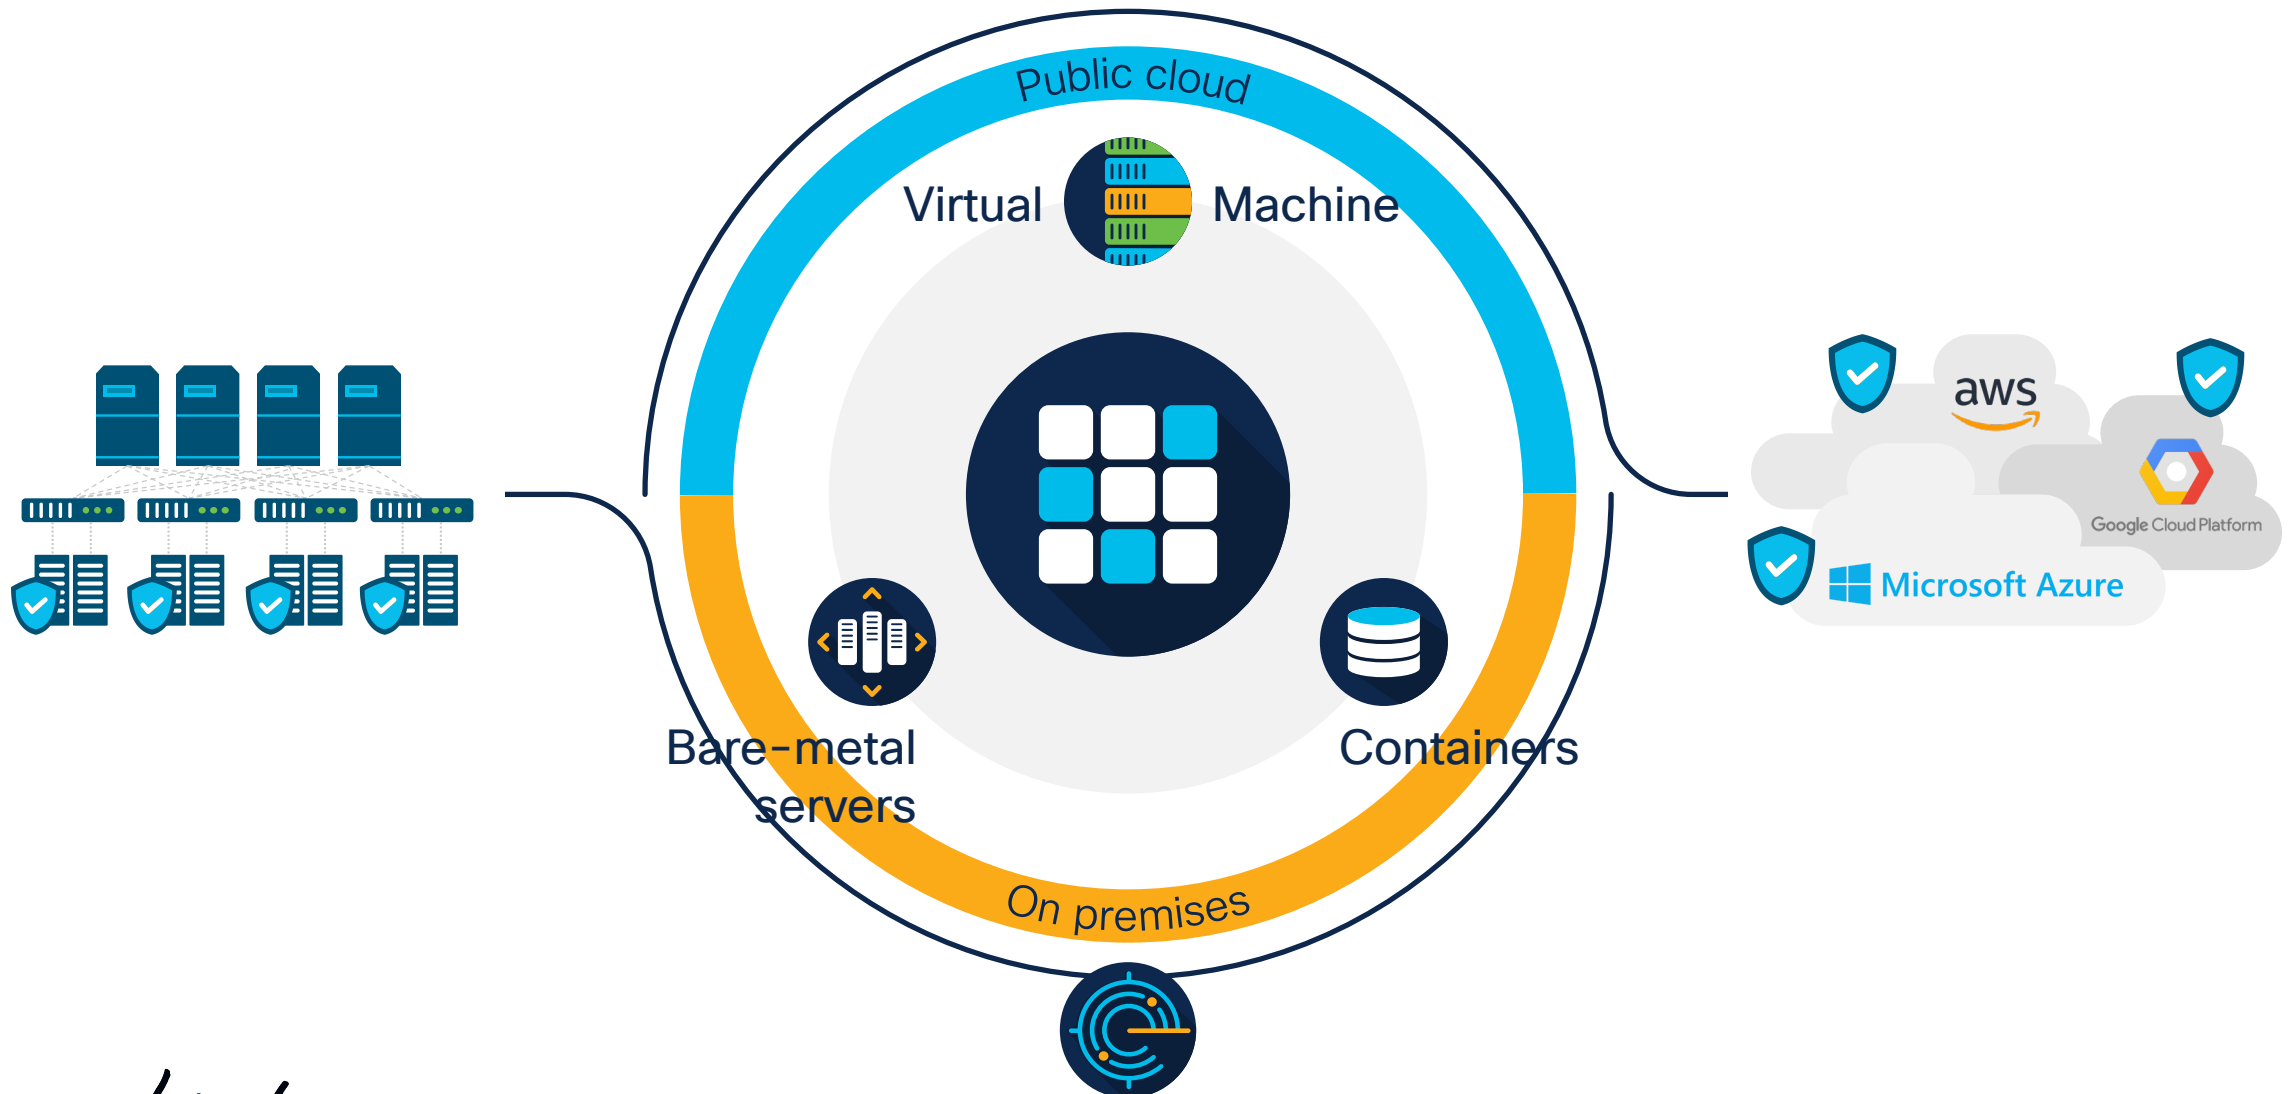 Public cloud
Virtual Machine
aws
Google Cloud Platform
Microsoft Azure
Bare-metal
servers
Containers
On premises